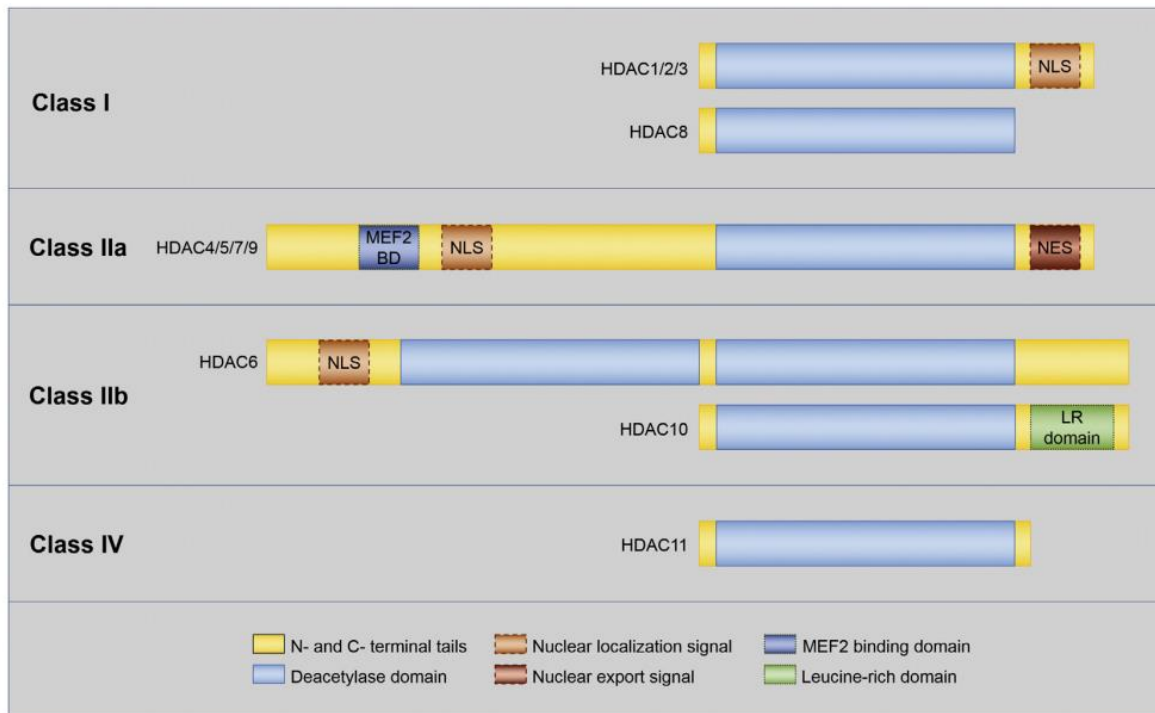 Class I
HDAC1/2/3
NLS
HDAC8
Class IIa
HDAC4/5/7/9
MEF2
BD
NLS
NES
Class IIb
HDAC6
NLS
HDAC10
LR
domain
Class IV
HDAC11
N- and C- terminal tails
Nuclear localization signal
MEF2 binding domain
Deacetylase domain
Nuclear export signal
Leucine-rich domain